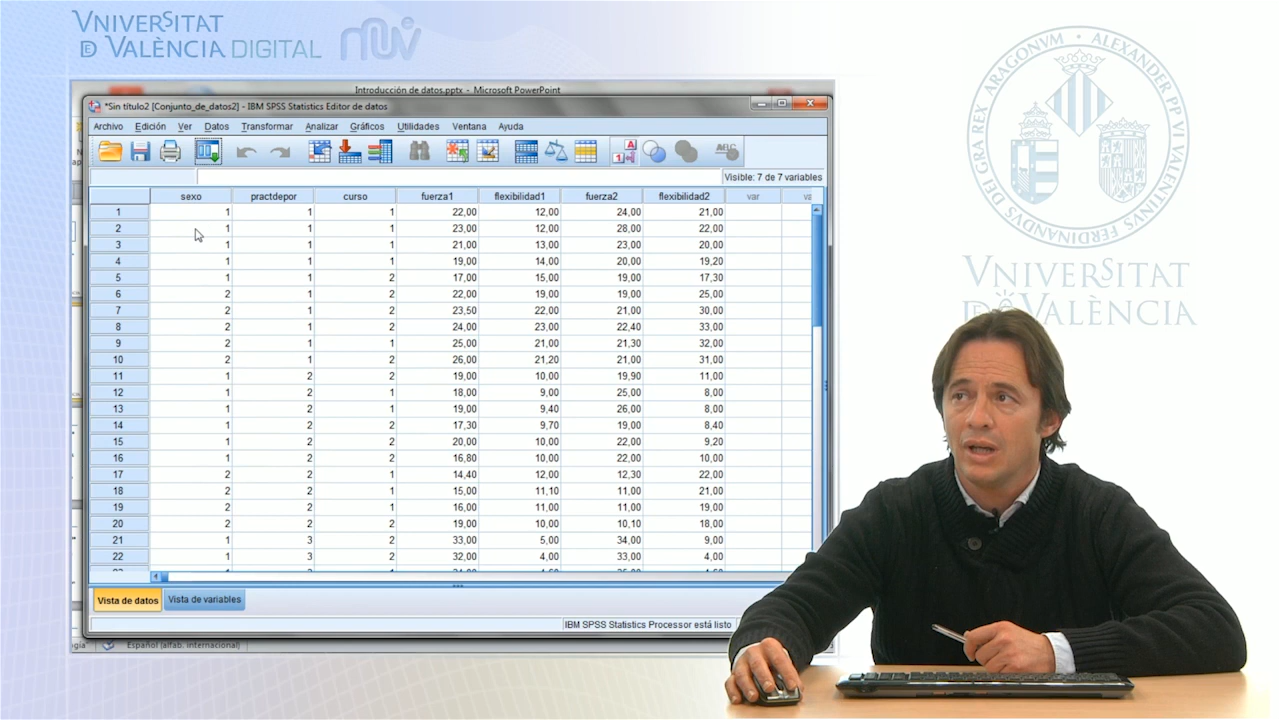 VNIVERSITAT
DE VALÈNCIA DIGITAL
Introducción de datos.pptx - Microsoft PowerPoint
*Sin título2 [Conjunto_de_datos2] - IBM SPSS Statistics Editor de datos
Archivo Edición Ver Datos Transformar Analizar Gráficos Utilidades Ventana Ayuda
Visible: 7 de 7 variables
sexo practdepor curso fuerza1 flexibilidad1 fuerza2 flexibilidad2 var va
1 1 1 1 22,00 12,00 24,00 21,00
2 1 1 1 23,00 12,00 28,00 22,00
3 1 1 1 21,00 13,00 23,00 20,00
4 1 1 1 19,00 14,00 20,00 19,20
5 1 1 2 17,00 15,00 19,00 17,30
6 2 1 2 22,00 19,00 19,00 25,00
7 2 1 2 23,50 22,00 21,00 30,00
8 2 1 2 24,00 23,00 22,40 33,00
9 2 1 2 25,00 21,00 21,30 32,00
10 2 1 2 26,00 21,20 21,00 31,00
11 1 2 2 19,00 10,00 19,90 11,00
12 1 2 1 18,00 9,00 25,00 8,00
13 1 2 1 19,00 9,40 26,00 8,00
14 1 2 2 17,30 9,70 19,00 8,40
15 1 2 2 20,00 10,00 22,00 9,20
16 1 2 2 16,80 10,00 22,00 10,00
17 2 2 1 14,40 12,00 12,30 22,00
18 2 2 1 15,00 11,10 11,00 21,00
19 2 2 1 16,00 11,00 11,00 19,00
20 2 2 2 19,00 10,00 10,10 18,00
21 1 3 2 33,00 5,00 34,00 9,00
22 1 3 2 32,00 4,00 33,00 4,00
Vista de datos Vista de variables
IBM SPSS Statistics Processor está listo
Español (alfab. internacional)
GRA REX ARAGONVM ALEXANDER PP VI VALENTINVS FERDINANDVS DEI
VNIVERSITAT
DE VALÈNCIA